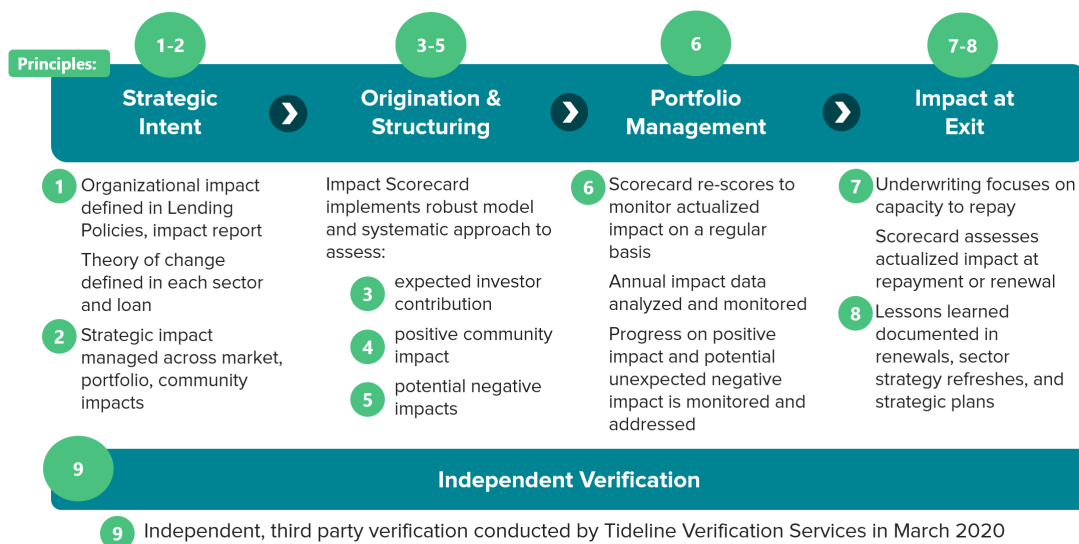 Principles:
1-2
Strategic
Intent
3-5
Origination &
Structuring
6
Portfolio
Management
7-8
Impact at
Exit
1
Organizational impact
defined in Lending
Policies, impact report
Theory of change
defined in each sector
and loan
2
Strategic impact
managed across market,
portfolio, community
impacts
Impact Scorecard
implements robust model
and systematic approach to
assess:
3
expected investor
contribution
4
positive community
impact
5
potential negative
impacts
6
Scorecard re-scores to
monitor actualized
impact on a regular
basis
Annual impact data
analyzed and monitored
Progress on positive
impact and potential
unexpected negative
impact is monitored and
addressed
7
Underwriting focuses on
capacity to repay
Scorecard assesses
actualized impact at
repayment or renewal
8
Lessons learned
documented in
renewals, sector
strategy refreshes, and
strategic plans
9
Independent Verification
9
Independent, third party verification conducted by Tideline Verification Services in March 2020